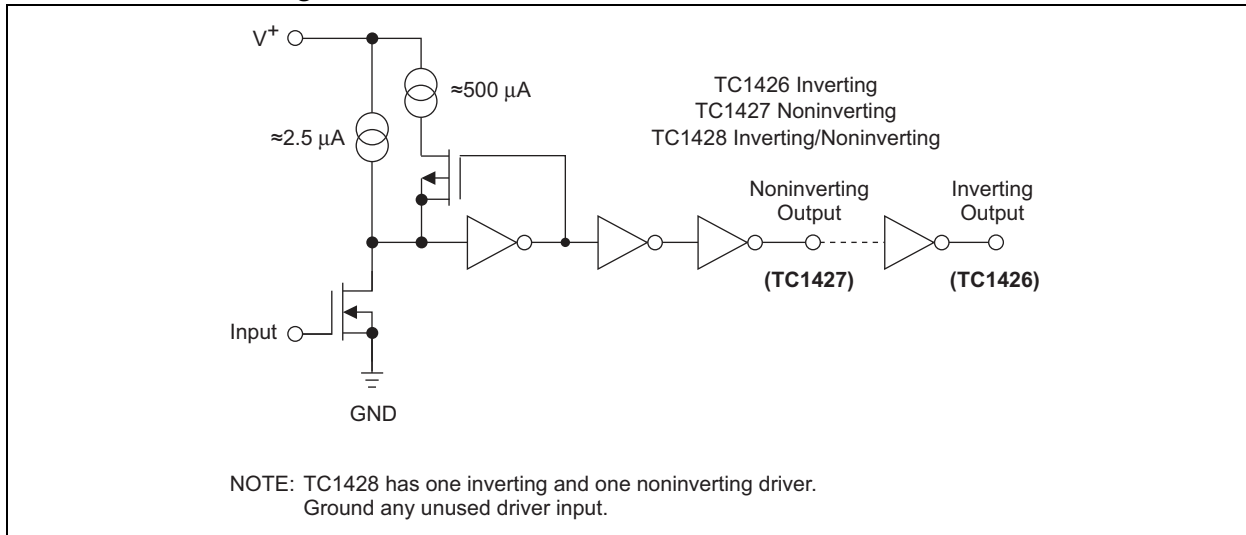 V+
≈500 μA
≈2.5 μA
TC1426 Inverting
TC1427 Noninverting
TC1428 Inverting/Noninverting
Noninverting
Output
Inverting
Output
(TC1427)
(TC1426)
Input
GND
NOTE: TC1428 has one inverting and one noninverting driver.
Ground any unused driver input.